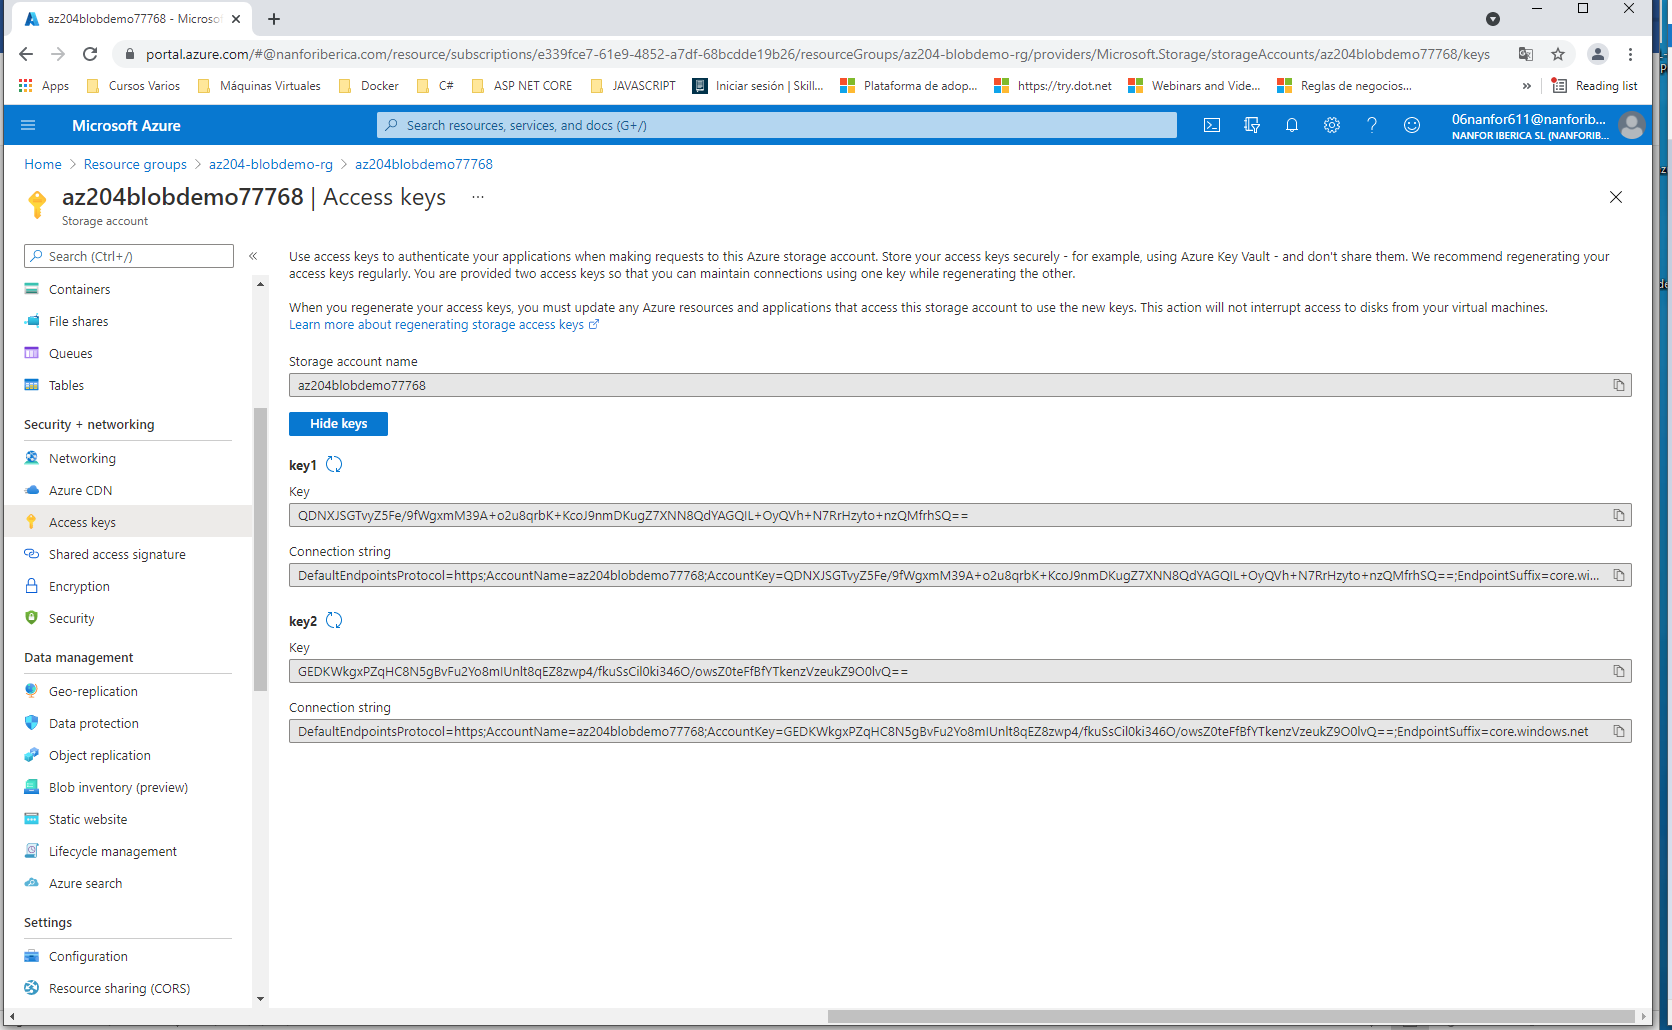 az204blobdemo77768 - Microso
portal.azure.com/#@nanforiberica.com/resource/subscriptions/e339fce7-61e9-4852-a7df-68bcdde19b26/resourceGroups/az204-blobdemo-rg/providers/Microsoft.Storage/storageAccounts/az204blobdemo77768/keys
Apps Cursos Varios Máquinas Virtuales Docker C# ASP NET CORE JAVASCRIPT Iniciar sesión | Skill... Plataforma de adop... https://try.dot.net Webinars and Vide... Reglas de negocios... » Reading list
Microsoft Azure
Search resources, services, and docs (G+/)
06nanfor611@nanforib...
NANFOR IBERICA SL (NANFORIB...
Home > Resource groups > az204-blobdemo-rg > az204blobdemo77768
az204blobdemo77768 | Access keys ...
Storage account
Search (Ctrl+/)
«
Containers
File shares
Queues
Tables
Security + networking
Networking
Azure CDN
Access keys
Shared access signature
Encryption
Security
Data management
Geo-replication
Data protection
Object replication
Blob inventory (preview)
Static website
Lifecycle management
Azure search
Settings
Configuration
Resource sharing (CORS)
Use access keys to authenticate your applications when making requests to this Azure storage account. Store your access keys securely - for example, using Azure Key Vault - and don't share them. We recommend regenerating your
access keys regularly. You are provided two access keys so that you can maintain connections using one key while regenerating the other.
When you regenerate your access keys, you must update any Azure resources and applications that access this storage account to use the new keys. This action will not interrupt access to disks from your virtual machines.
Learn more about regenerating storage access keys
Storage account name
az204blobdemo77768
Hide keys
key1
Key
QDNXJSGTvyZ5Fe/9fWgxmM39A+o2u8qrbK+KcoJ9nmDKugZ7XNN8QdYAGQIL+OyQVh+N7RrHzyto+nzQMfrhSQ==
Connection string
DefaultEndpointsProtocol=https;AccountName=az204blobdemo77768;AccountKey=QDNXJSGTvyZ5Fe/9fWgxmM39A+o2u8qrbK+KcoJ9nmDKugZ7XNN8QdYAGQIL+OyQVh+N7RrHzyto+nzQMfrhSQ==;EndpointSuffix=core.wi...
key2
Key
GEDKWkgxPZqHC8N5gBvFu2Yo8mIUnlt8qEZ8zwp4/fkuSsCil0ki346O/owsZ0teFfBfYTkenzVzeukZ9O0lvQ==
Connection string
DefaultEndpointsProtocol=https;AccountName=az204blobdemo77768;AccountKey=GEDKWkgxPZqHC8N5gBvFu2Yo8mIUnlt8qEZ8zwp4/fkuSsCil0ki346O/owsZ0teFfBfYTkenzVzeukZ9O0lvQ==;EndpointSuffix=core.windows.net